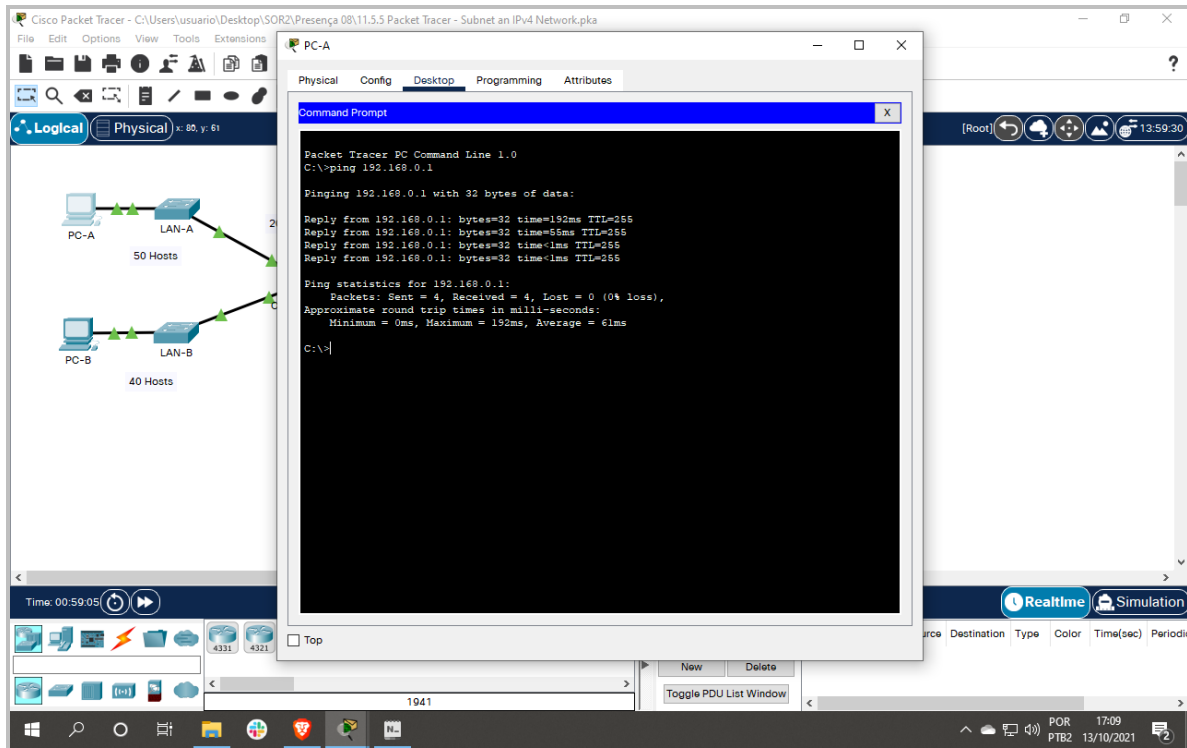 Cisco Packet Tracer - C:\Users\usuario\Desktop\SOR2\Presença 08\11.5.5 Packet Tracer - Subnet an IPv4 Network.pka
File Edit Options View Tools Extensions
PC-A
Physical Config Desktop Programming Attributes
?
Command Prompt X
Logical Physical x: 80, y: 61
[Root] 13:59:30
Packet Tracer PC Command Line 1.0
C:\>ping 192.168.0.1
Pinging 192.168.0.1 with 32 bytes of data:
Reply from 192.168.0.1: bytes=32 time=192ms TTL=255
Reply from 192.168.0.1: bytes=32 time=55ms TTL=255
Reply from 192.168.0.1: bytes=32 time<1ms TTL=255
Reply from 192.168.0.1: bytes=32 time<1ms TTL=255
Ping statistics for 192.168.0.1:
Packets: Sent = 4, Received = 4, Lost = 0 (0% loss),
Approximate round trip times in milli-seconds:
Minimum = 0ms, Maximum = 192ms, Average = 61ms
C:\>
PC-A
LAN-A
50 Hosts
PC-B
LAN-B
40 Hosts
Time: 00:59:05
Realtime Simulation
Top
4331 4321
Destination Type Color Time(sec)
New Delete
Toggle PDU List Window
1941
POR 17:09
PTB2 13/10/2021
2